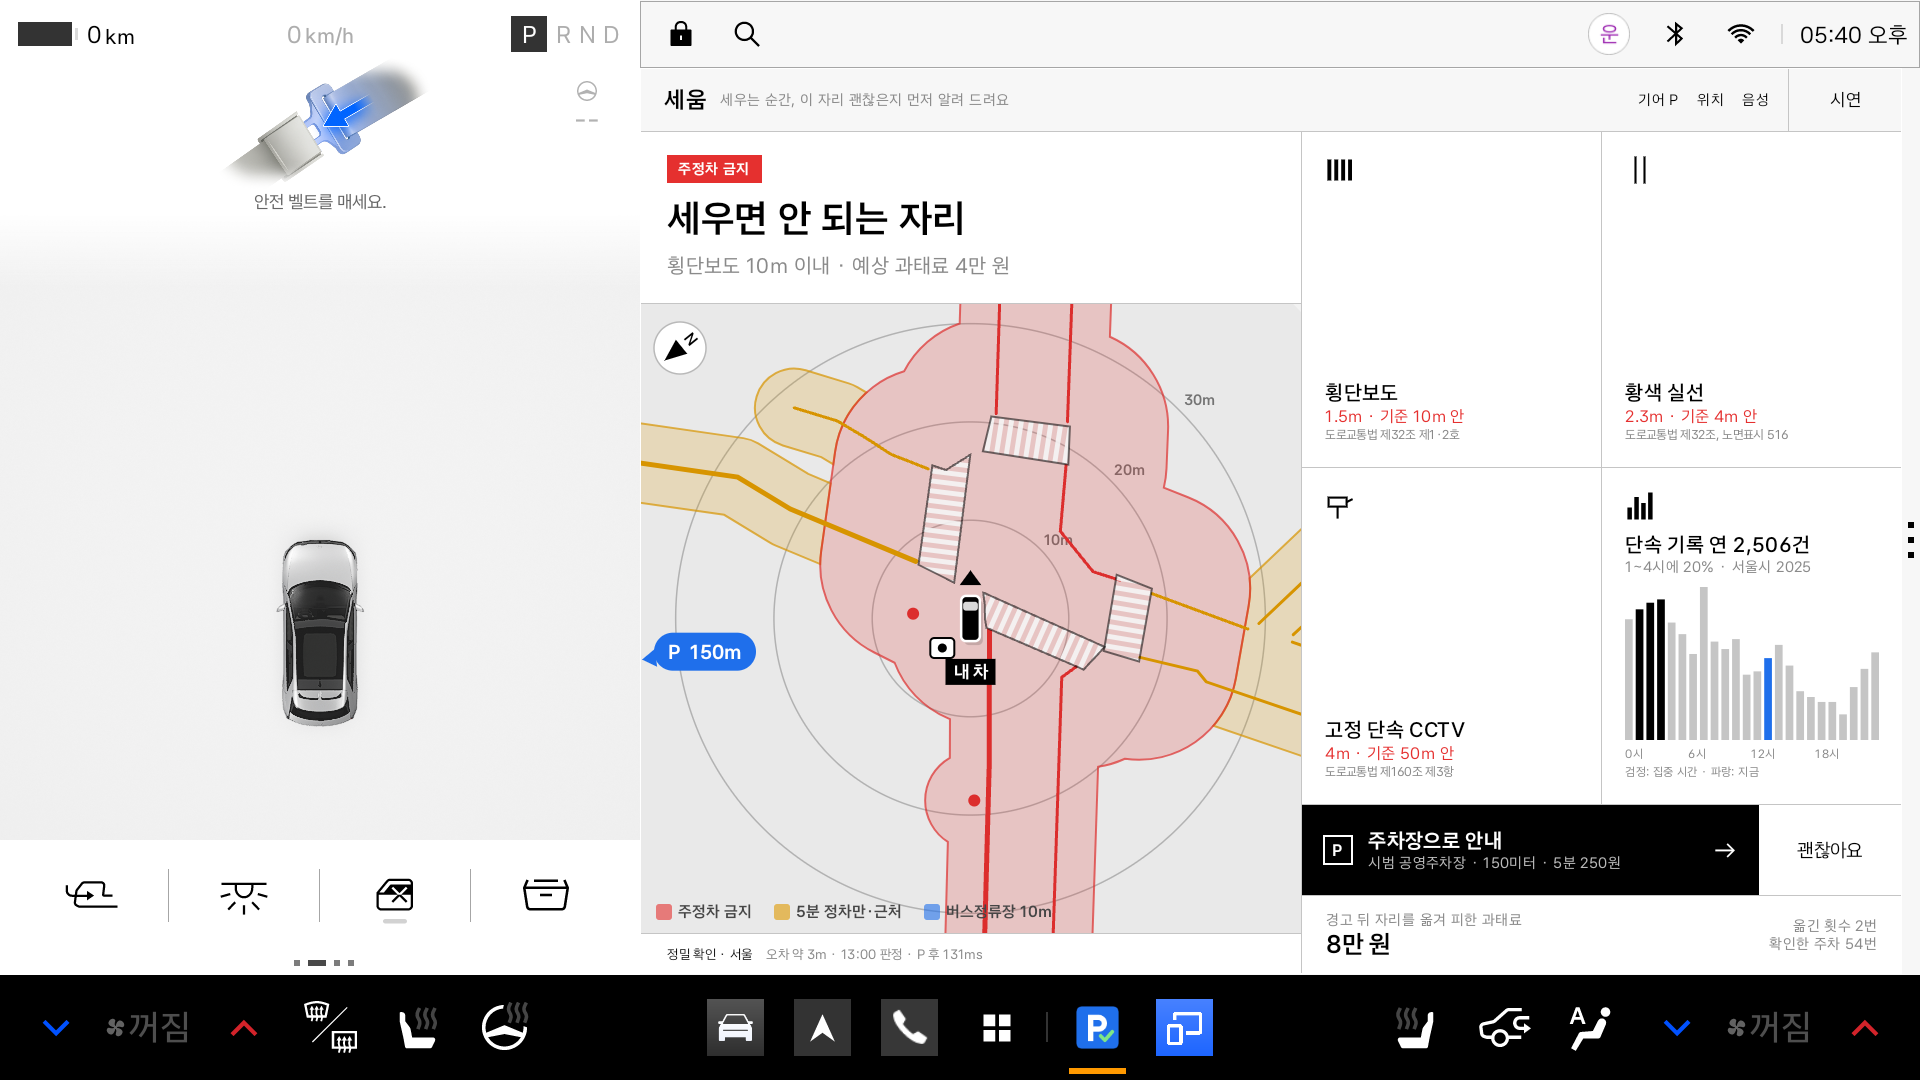 0 km
0 km/h
P R N D
안전 벨트를 매세요.
운
05:40 오후
세움
세우는 순간, 이 자리 괜찮은지 먼저 알려 드려요
기어 P 위치 음성
시연
주정차 금지
세우면 안 되는 자리
횡단보도 10m 이내 · 예상 과태료 4만 원
N
30m
20m
10m
P 150m
내 차
주정차 금지
5분 정차만·근처
버스정류장 10m
정밀 확인 · 서울 오차 약 3m · 13:00 판정 · P 후 131ms
횡단보도
1.5m · 기준 10m 안
도로교통법 제32조 제1·2호
황색 실선
2.3m · 기준 4m 안
도로교통법 제32조, 노면표시 516
고정 단속 CCTV
4m · 기준 50m 안
도로교통법 제160조 제3항
단속 기록 연 2,506건
1~4시에 20% · 서울시 2025
0시 6시 12시 18시
검정: 집중 시간 · 파랑: 지금
P
주차장으로 안내
시범 공영주차장 · 150미터 · 5분 250원
괜찮아요
경고 뒤 자리를 옮겨 피한 과태료
8만 원
옮긴 횟수 2번
확인한 주차 54번
꺼짐
P
A
꺼짐